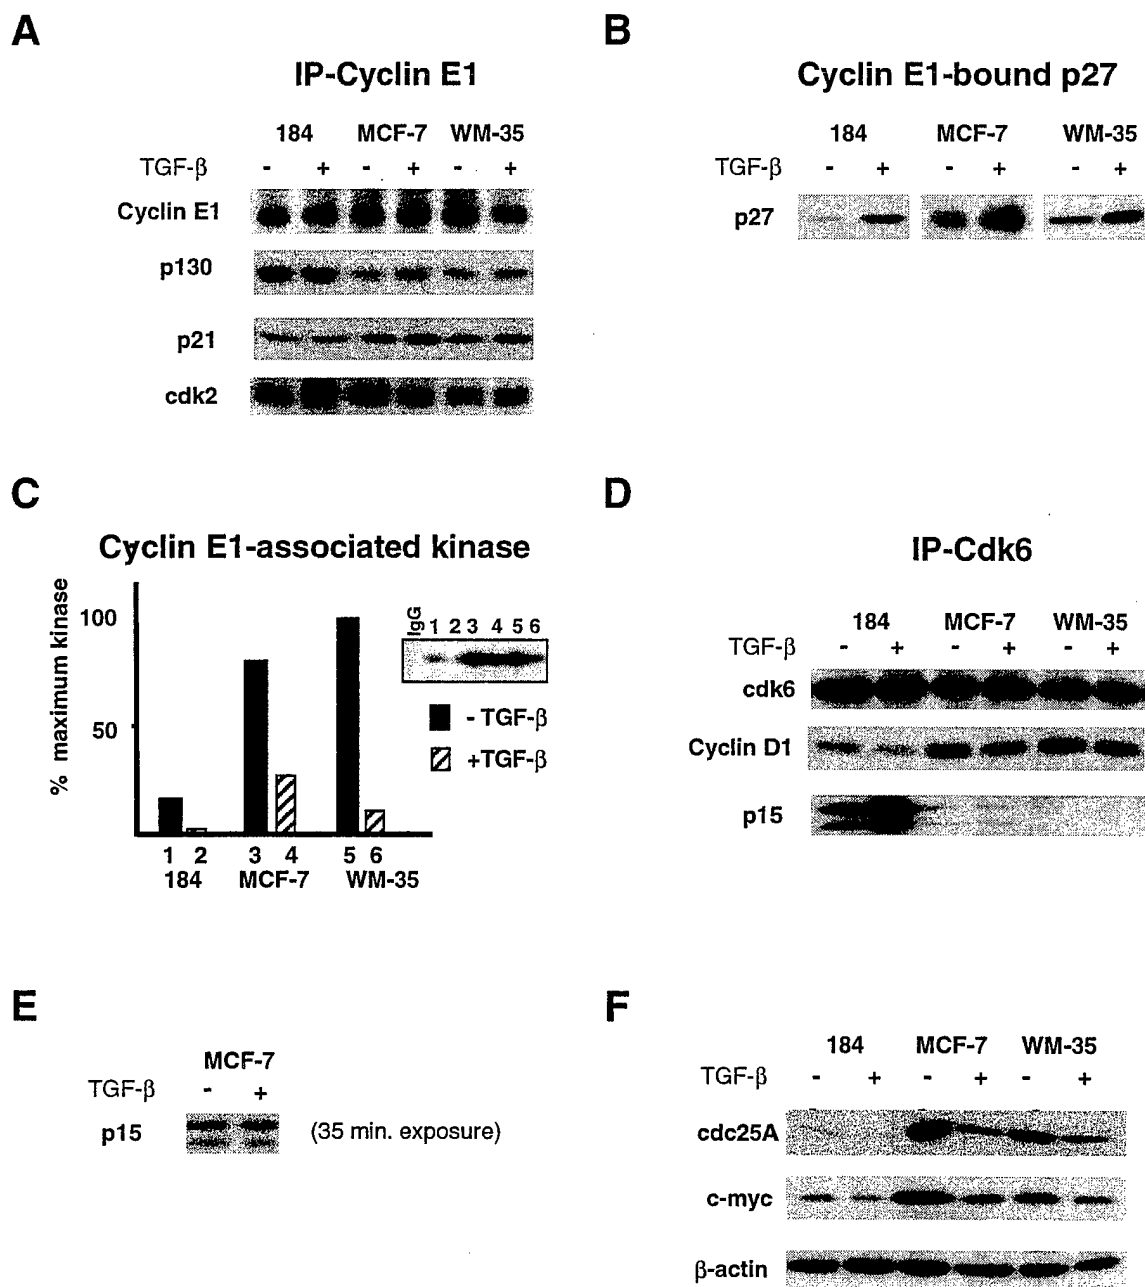 A
IP-Cyclin E1
184 MCF-7 WM-35
TGF-β - + - + - +
Cyclin E1
p130
p21
cdk2
B
Cyclin E1-bound p27
184 MCF-7 WM-35
TGF-β - + - + - +
p27
C
Cyclin E1-associated kinase
% maximum kinase
100
50
IgG 1 2 3 4 5 6
- TGF-β
+TGF-β
1 2 3 4 5 6
184 MCF-7 WM-35
D
IP-Cdk6
184 MCF-7 WM-35
TGF-β - + - + - +
cdk6
Cyclin D1
p15
E
MCF-7
TGF-β - +
p15 (35 min. exposure)
F
184 MCF-7 WM-35
TGF-β - + - + - +
cdc25A
c-myc
β-actin